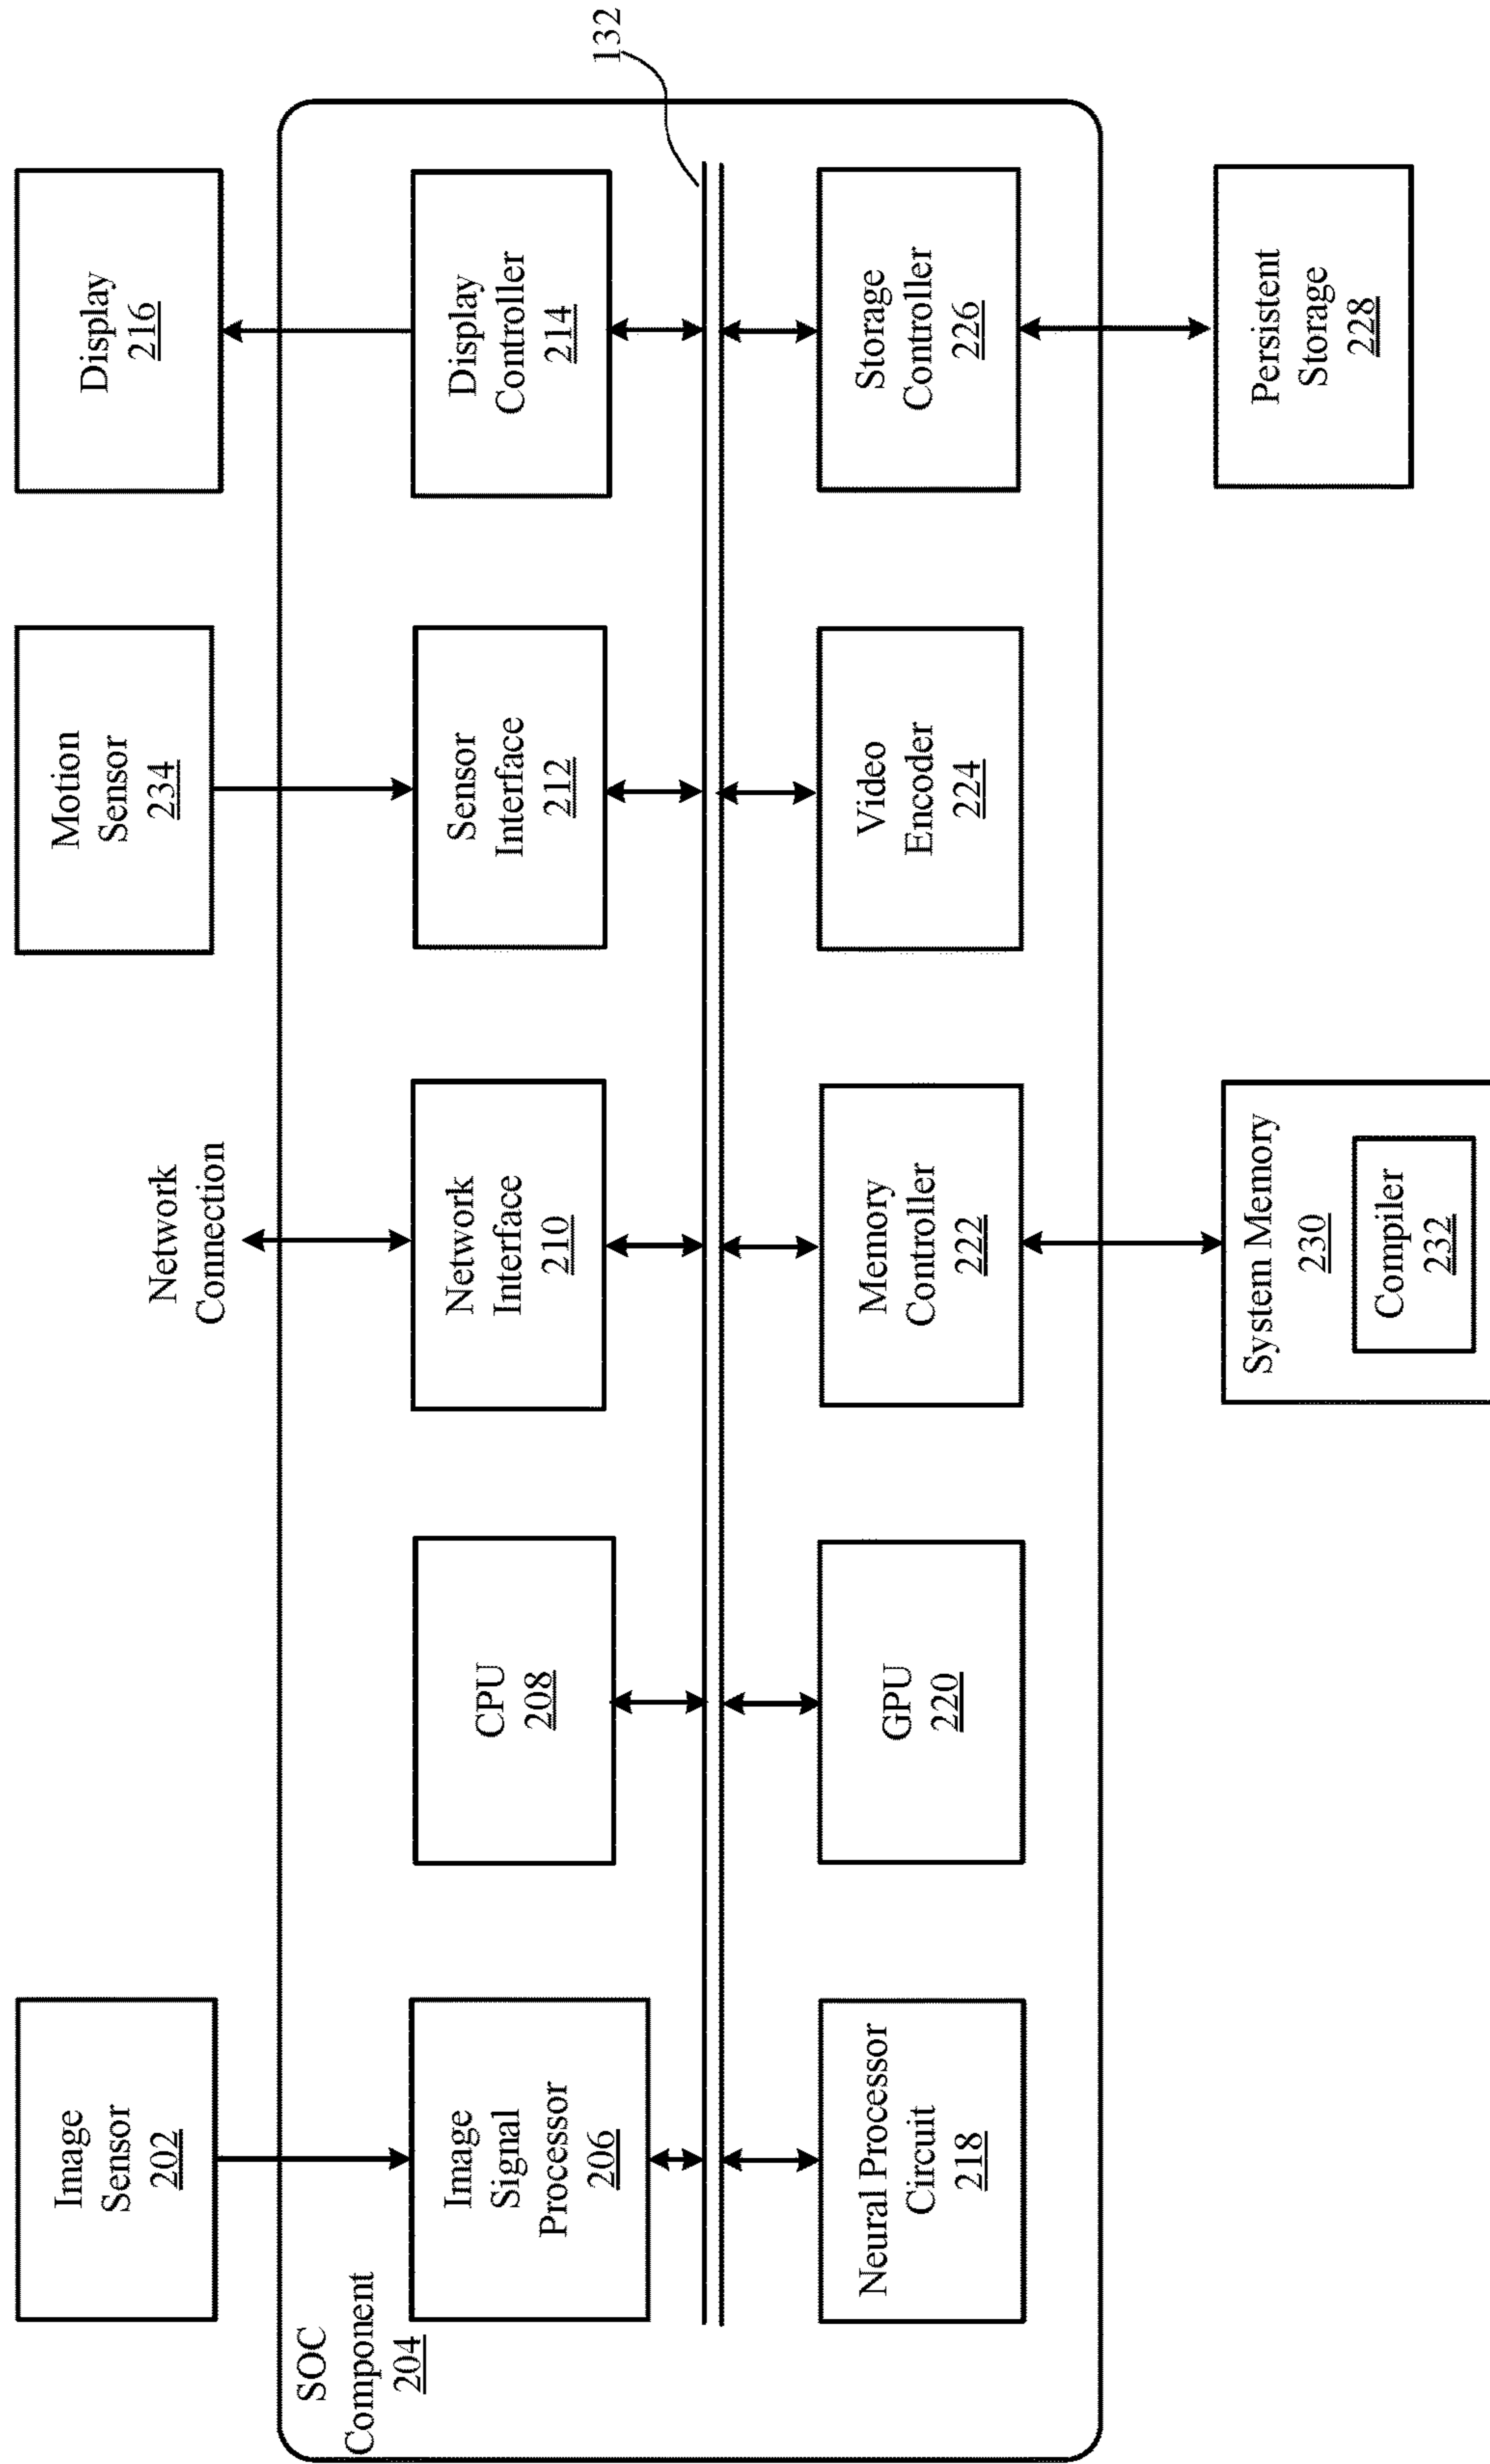 Image
Sensor
202
Network
Connection
Motion
Sensor
234
Display
216
SOC
Component
204
Image
Signal
Processor
206
CPU
208
Network
Interface
210
Sensor
Interface
212
Display
Controller
214
132
Neural Processor
Circuit
218
GPU
220
Memory
Controller
222
Video
Encoder
224
Storage
Controller
226
System Memory
230
Compiler
232
Persistent
Storage
228